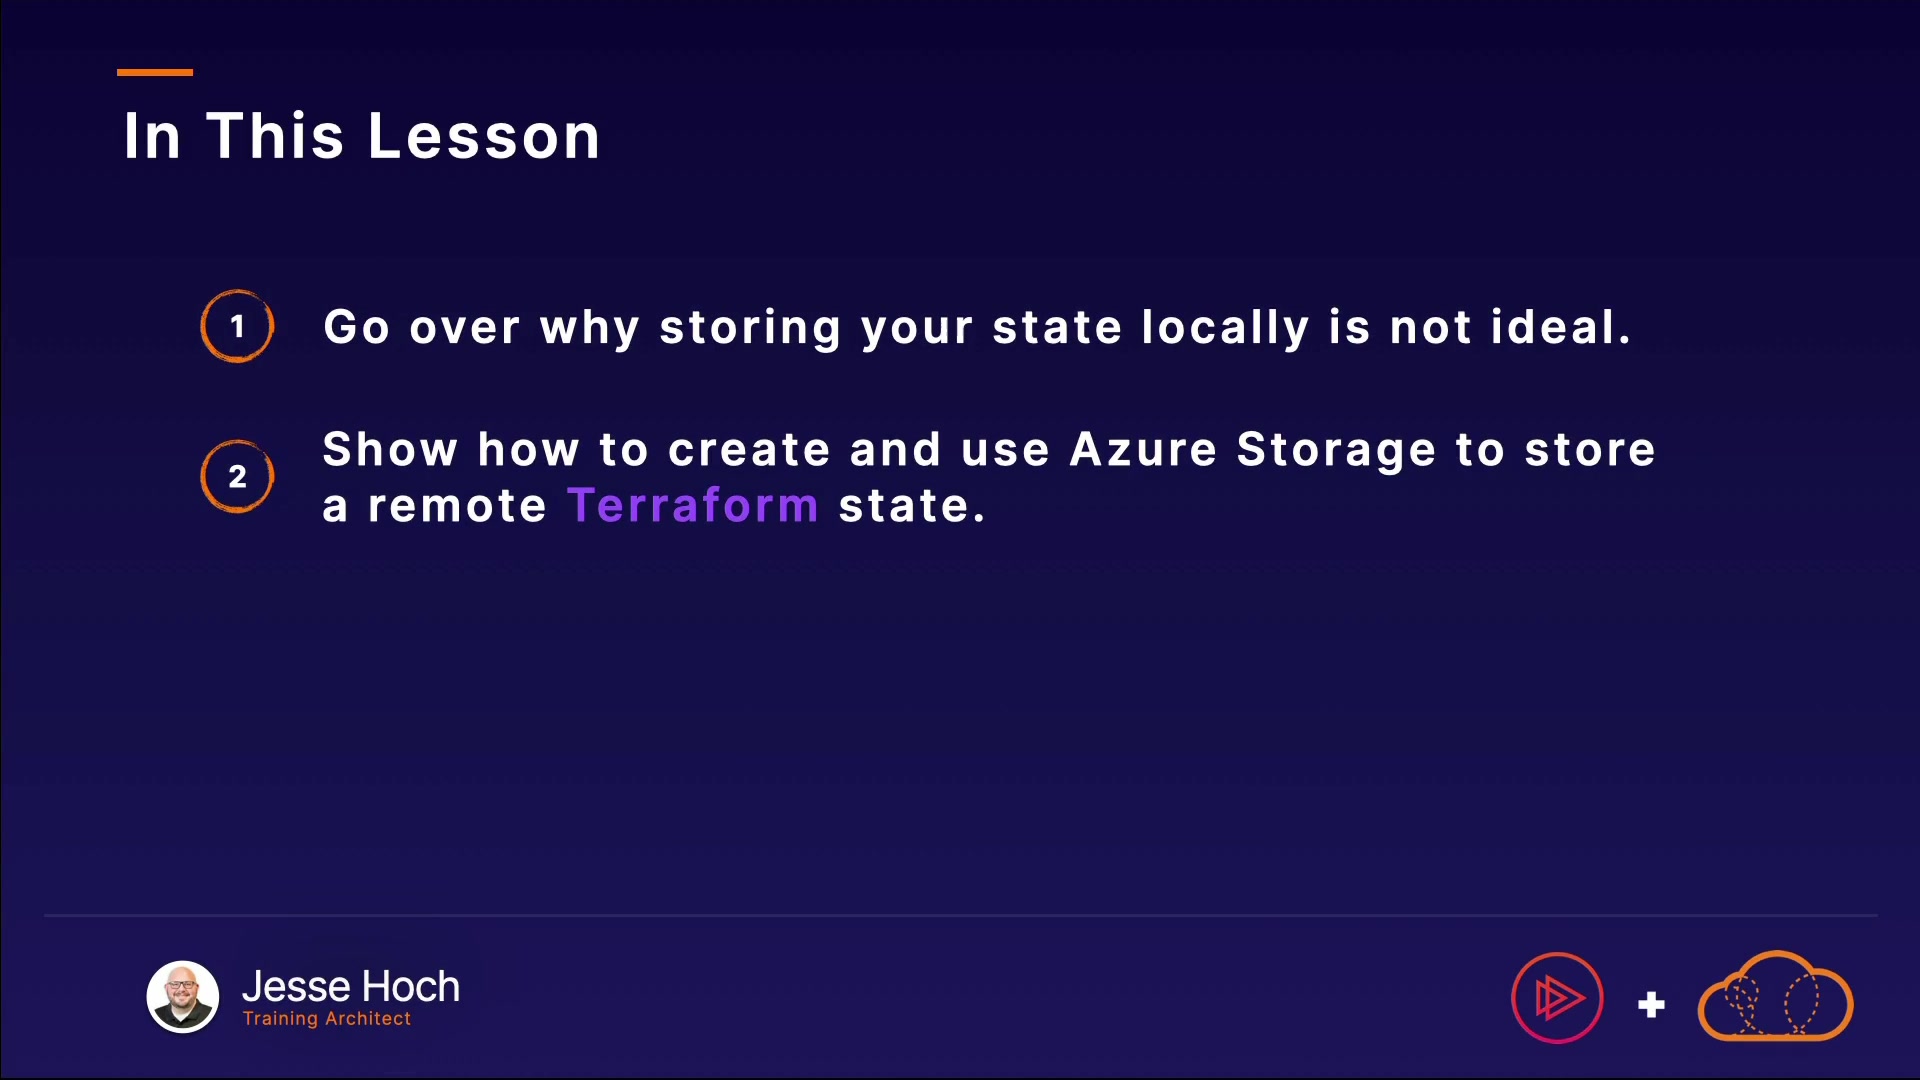 In This Lesson
1
Go over why storing your state locally is not ideal.
2
Show how to create and use Azure Storage to store
a remote Terraform state.
Jesse Hoch
Training Architect